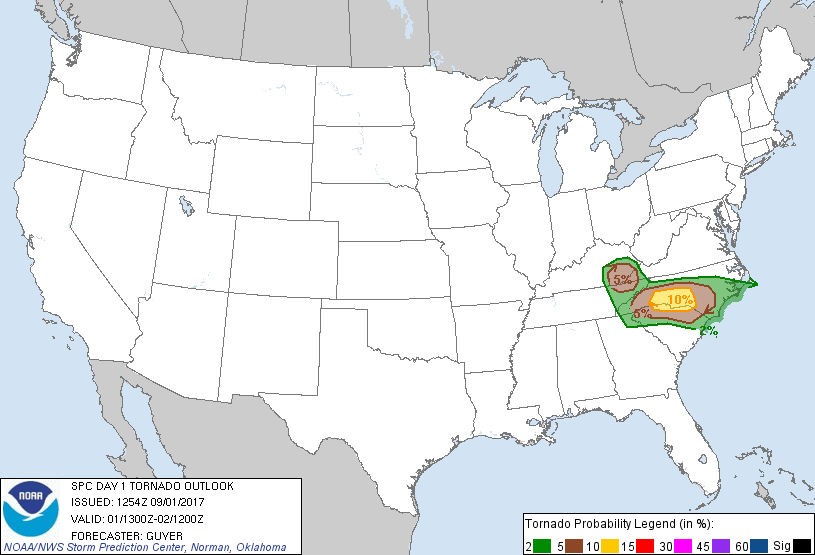 5%
10%
5%
2%
NOAA
SPC DAY 1 TORNADO OUTLOOK
ISSUED: 1254Z 09/01/2017
VALID: 01/1300Z-02/1200Z
FORECASTER: GUYER
NOAA/NWS Storm Prediction Center, Norman, Oklahoma
Tornado Probability Legend (in %):
2 5 10 15 30 45 60 Sig